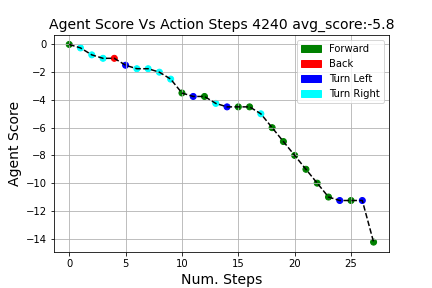 Agent Score Vs Action Steps 4240 avg_score:-5.8
Agent Score
0
−2
−4
−6
−8
−10
−12
−14
Forward
Back
Turn Left
Turn Right
0 5 10 15 20 25
Num. Steps